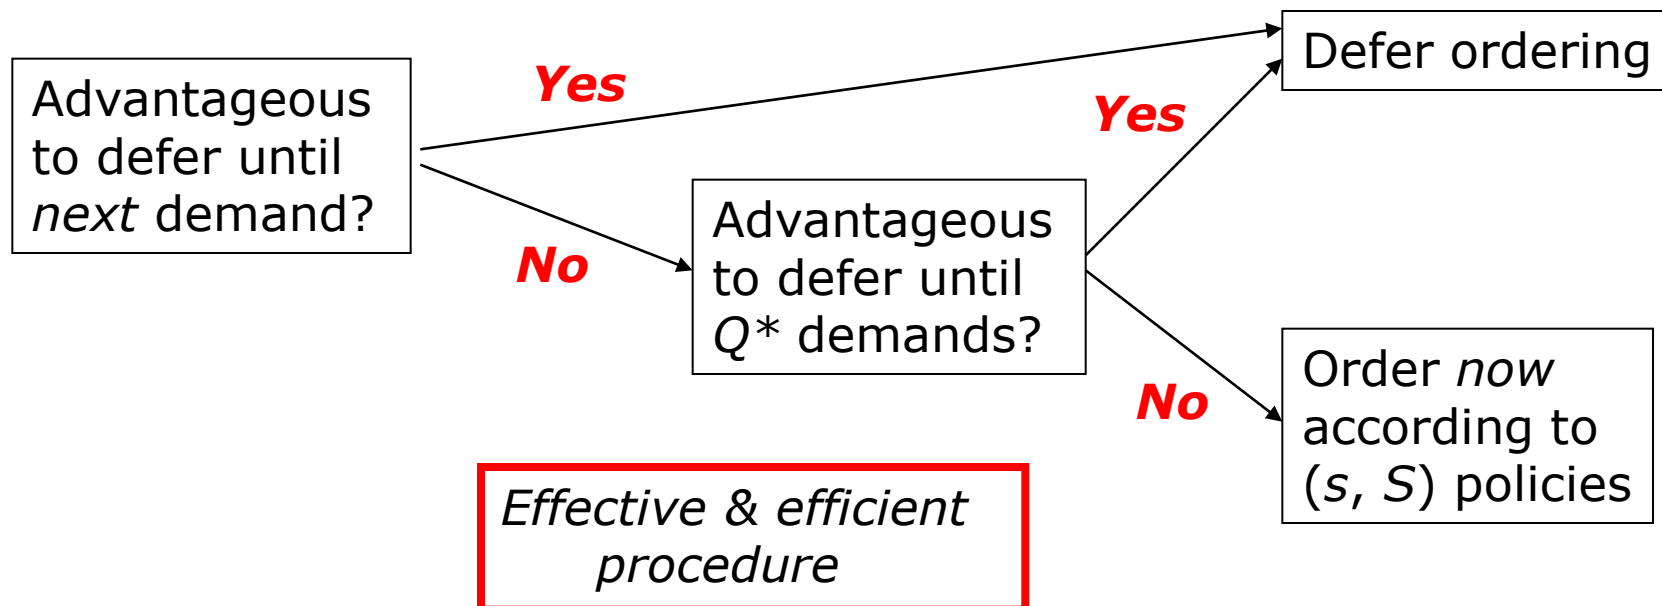 Advantageous
to defer until
next demand?
Yes
No
Advantageous
to defer until
Q* demands?
Yes
No
Defer ordering
Order now
according to
(s, S) policies
Effective & efficient
procedure